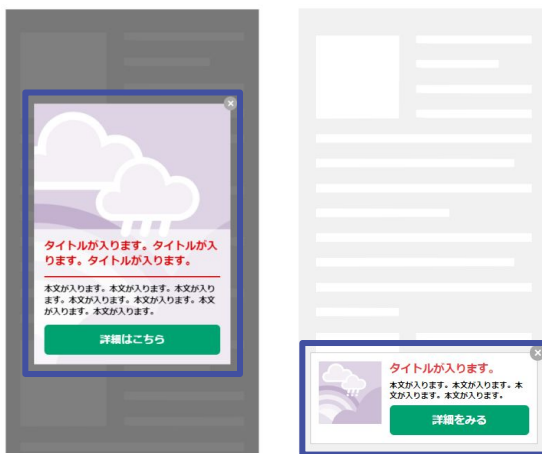 タイトルが入ります。タイトルが入
ります。タイトルが入ります。
本文が入ります。本文が入ります。本文が入り
ます。本文が入ります。本文が入ります。本文
が入ります。本文が入ります。
詳細はこちら
タイトルが入ります。
本文が入ります。本文が入ります。本
文が入ります。本文が入ります。
詳細をみる